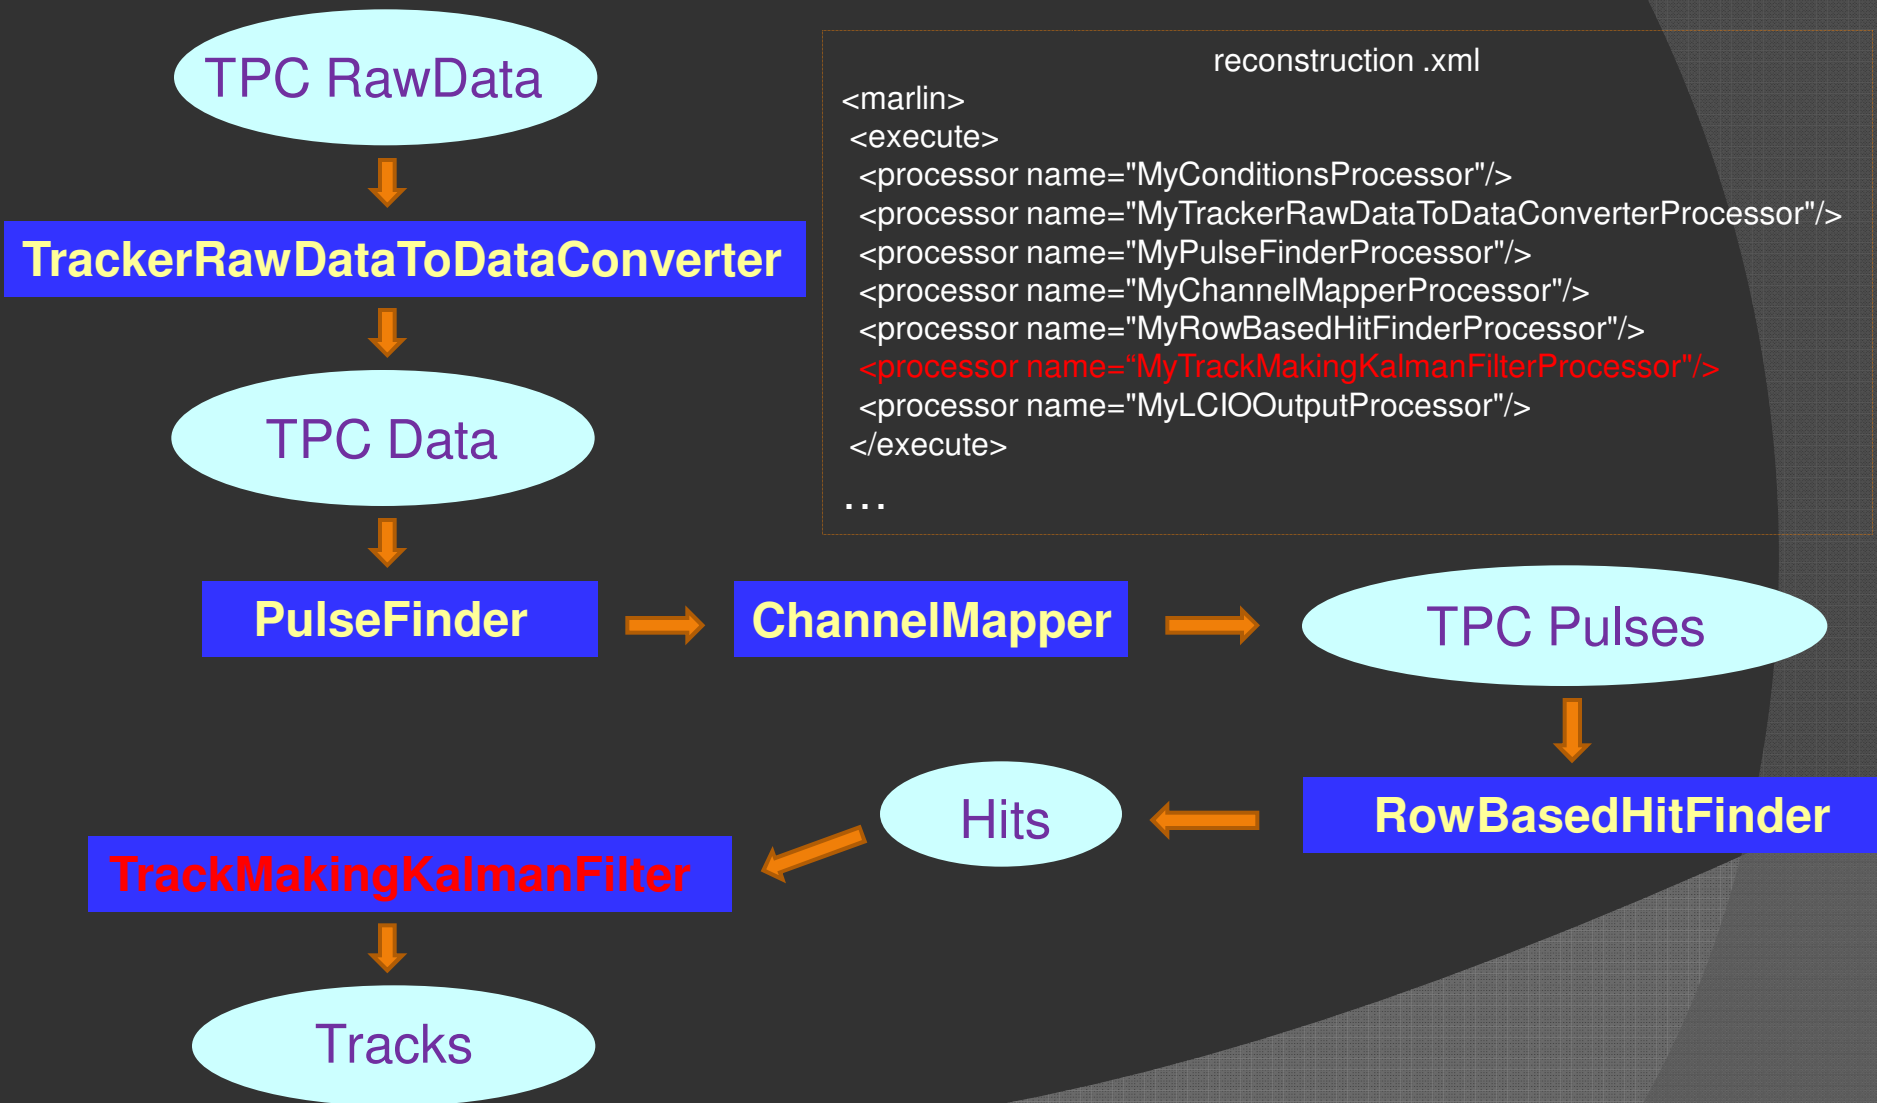 TPC RawData
TrackerRawDataToDataConverter
TPC Data
reconstruction .xml
<marlin>
<execute>
<processor name="MyConditionsProcessor"/>
<processor name="MyTrackerRawDataToDataConverterProcessor"/>
<processor name="MyPulseFinderProcessor"/>
<processor name="MyChannelMapperProcessor"/>
<processor name="MyRowBasedHitFinderProcessor"/>
<processor name=“MyTrackMakingKalmanFilterProcessor"/>
<processor name="MyLCIOOutputProcessor"/>
</execute>
…
PulseFinder
ChannelMapper
TPC Pulses
RowBasedHitFinder
Hits
TrackMakingKalmanFilter
Tracks